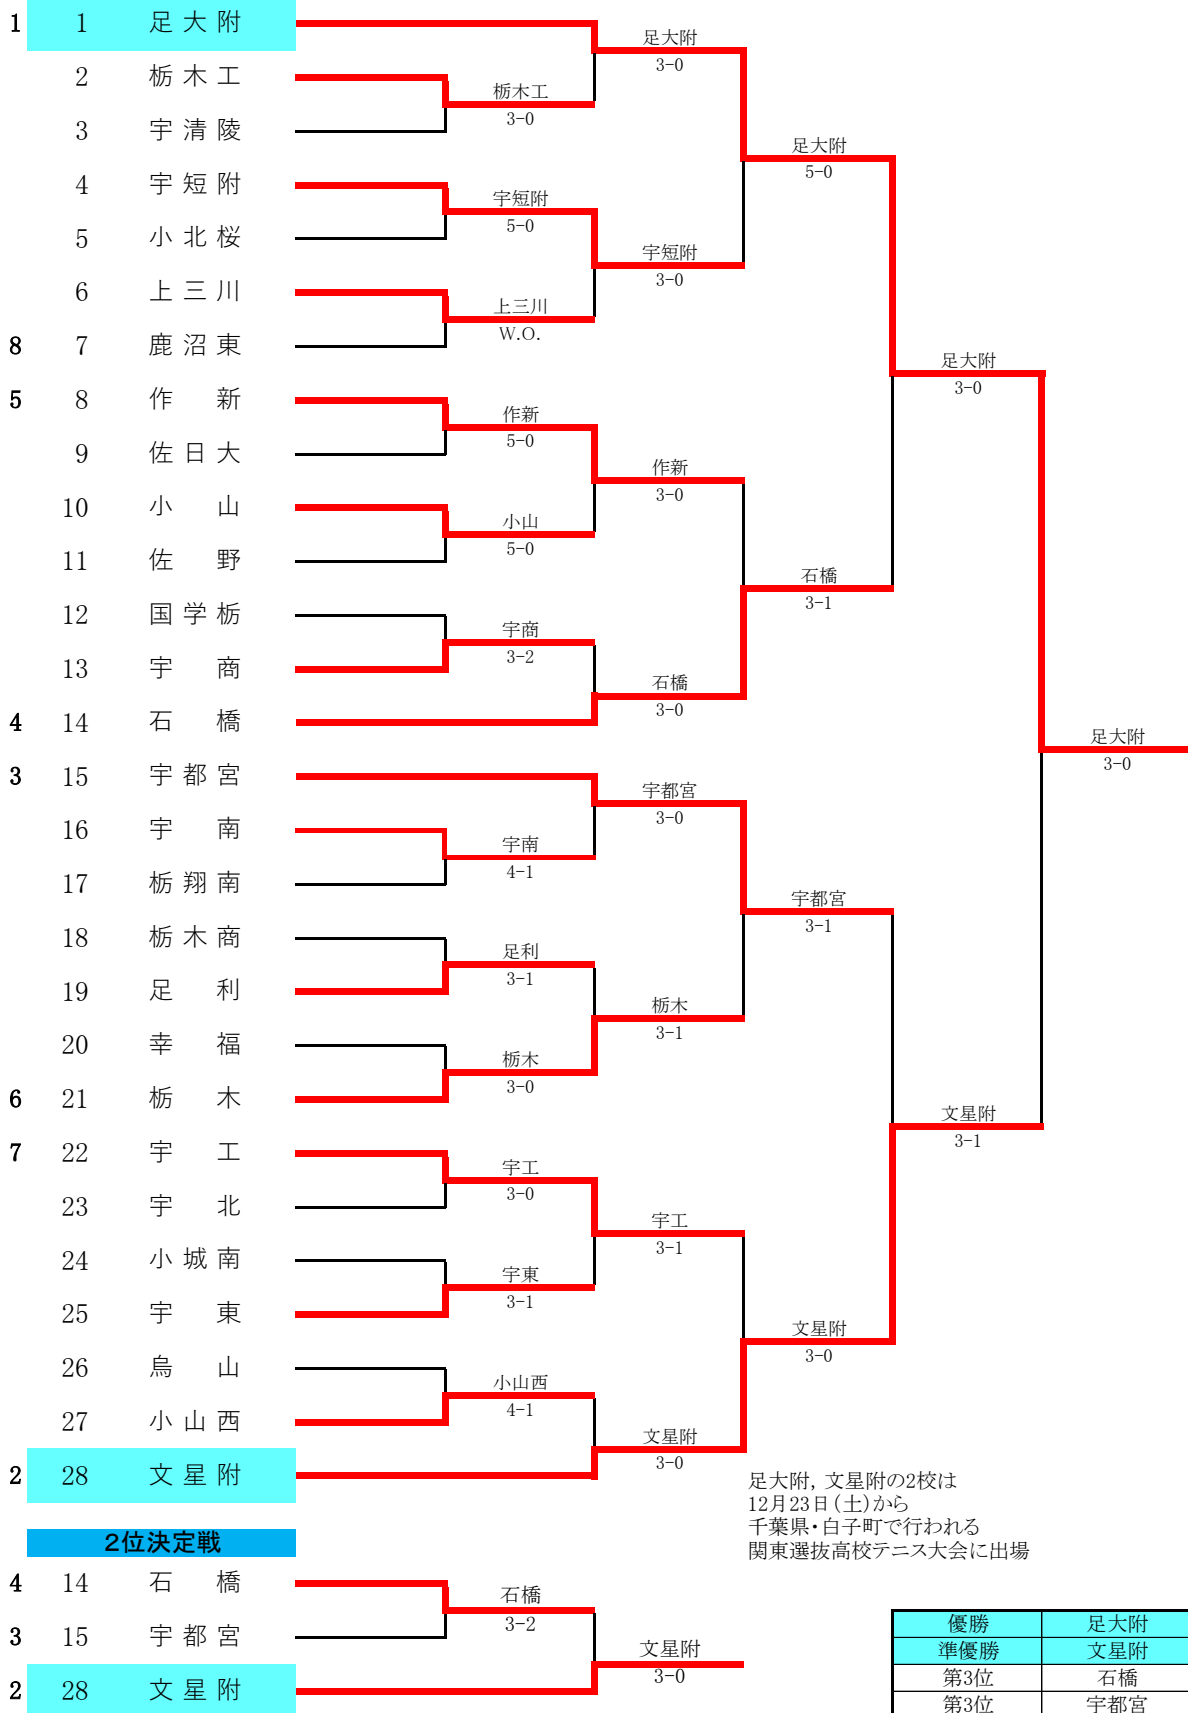 1 1 足大附
足大附
3-0
2 栃木工
栃木工
3-0
3 宇清陵
足大附
5-0
4 宇短附
宇短附
5-0
5 小北桜
宇短附
3-0
6 上三川
上三川
W.O.
8 7 鹿沼東
足大附
3-0
5 8 作新
作新
5-0
9 佐日大
作新
3-0
10 小山
小山
5-0
11 佐野
石橋
3-1
12 国学栃
宇商
3-2
13 宇商
石橋
3-0
4 14 石橋
足大附
3-0
3 15 宇都宮
宇都宮
3-0
16 宇南
宇南
4-1
17 栃翔南
宇都宮
3-1
18 栃木商
足利
3-1
19 足利
栃木
3-1
20 幸福
栃木
3-0
6 21 栃木
文星附
3-1
7 22 宇工
宇工
3-0
23 宇北
宇工
3-1
24 小城南
宇東
3-1
25 宇東
文星附
3-0
26 烏山
小山西
4-1
27 小山西
文星附
3-0
2 28 文星附
足大附，文星附の2校は
12月23日（土）から
千葉県・白子町で行われる
関東選抜高校テニス大会に出場
2位決定戦
4 14 石橋
石橋
3-2
3 15 宇都宮
文星附
3-0
2 28 文星附
優勝 足大附
準優勝 文星附
第3位 石橋
第3位 宇都宮